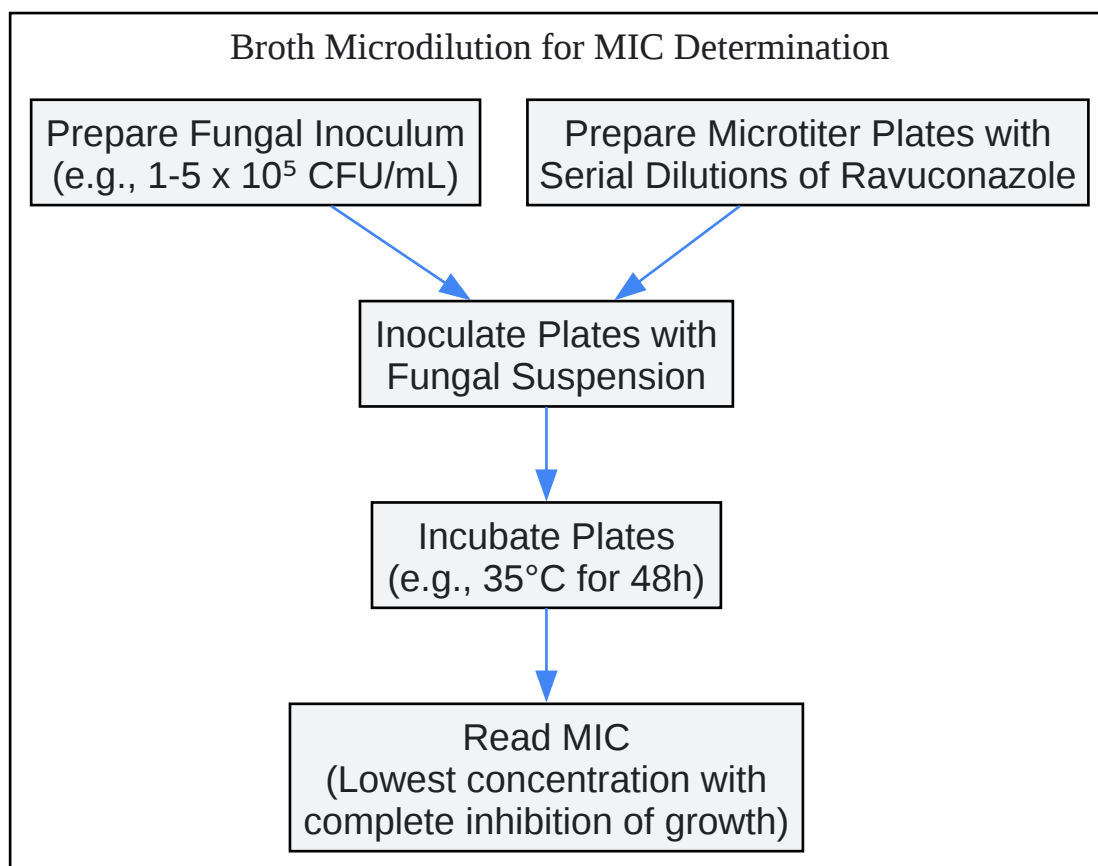 Broth Microdilution for MIC Determination
Prepare Fungal Inoculum
(e.g., 1-5 x 10⁵ CFU/mL)
Prepare Microtiter Plates with
Serial Dilutions of Ravuconazole
Inoculate Plates with
Fungal Suspension
Incubate Plates
(e.g., 35°C for 48h)
Read MIC
(Lowest concentration with
complete inhibition of growth)